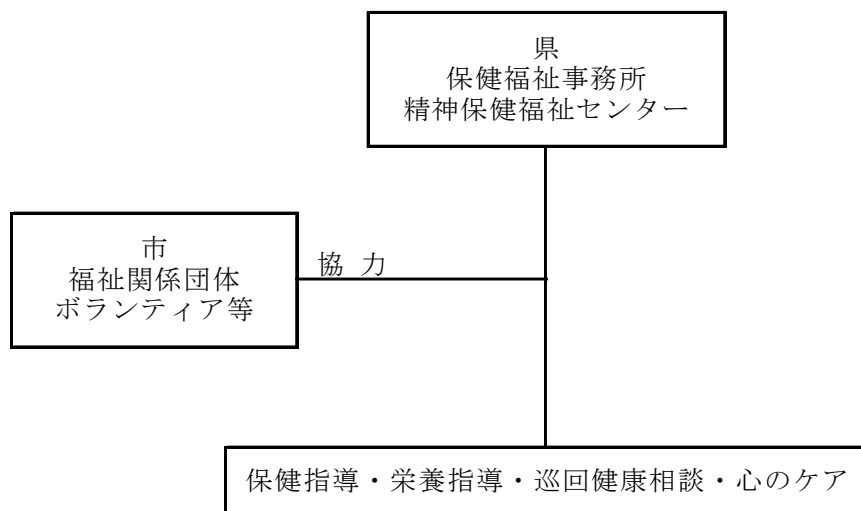 県
保健福祉事務所
精神保健福祉センター
市
福祉関係団体
ボランティア等
協 力
保健指導・栄養指導・巡回健康相談・心のケア